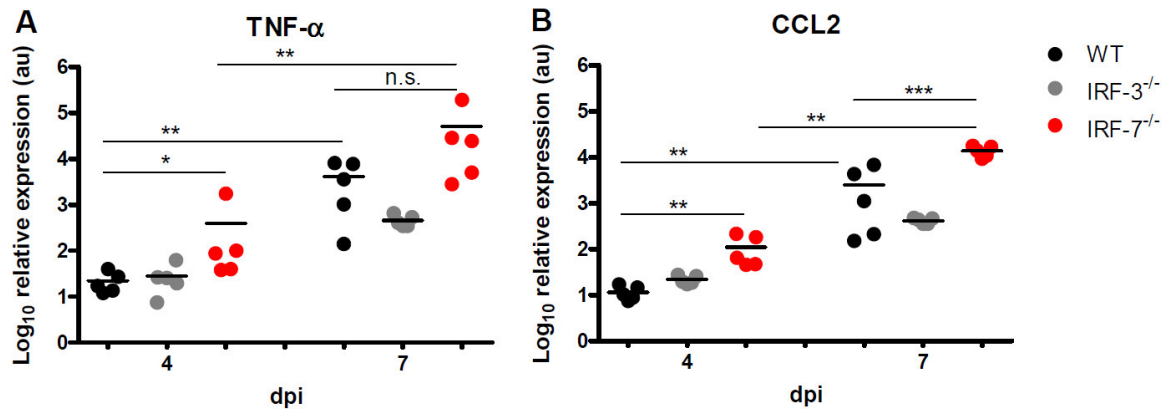 A
TNF-α
Log10 relative expression (au)
6
5
4
3
2
1
0
**
n.s.
**
*
4
7
dpi
B
CCL2
Log10 relative expression (au)
6
5
4
3
2
1
0
***
**
**
**
4
7
dpi
WT
IRF-3-/-
IRF-7-/-